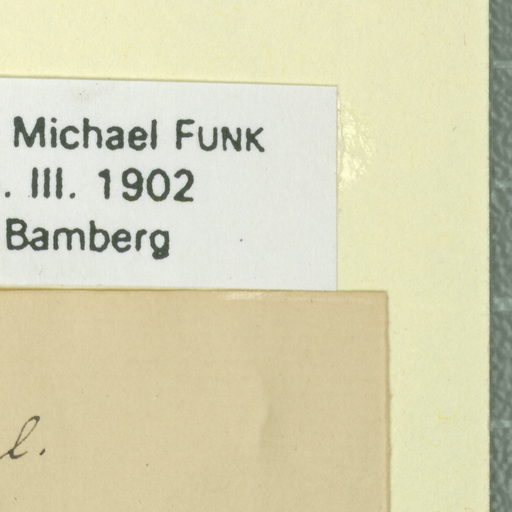 Michael FUNK
. III. 1902
Bamberg
l.